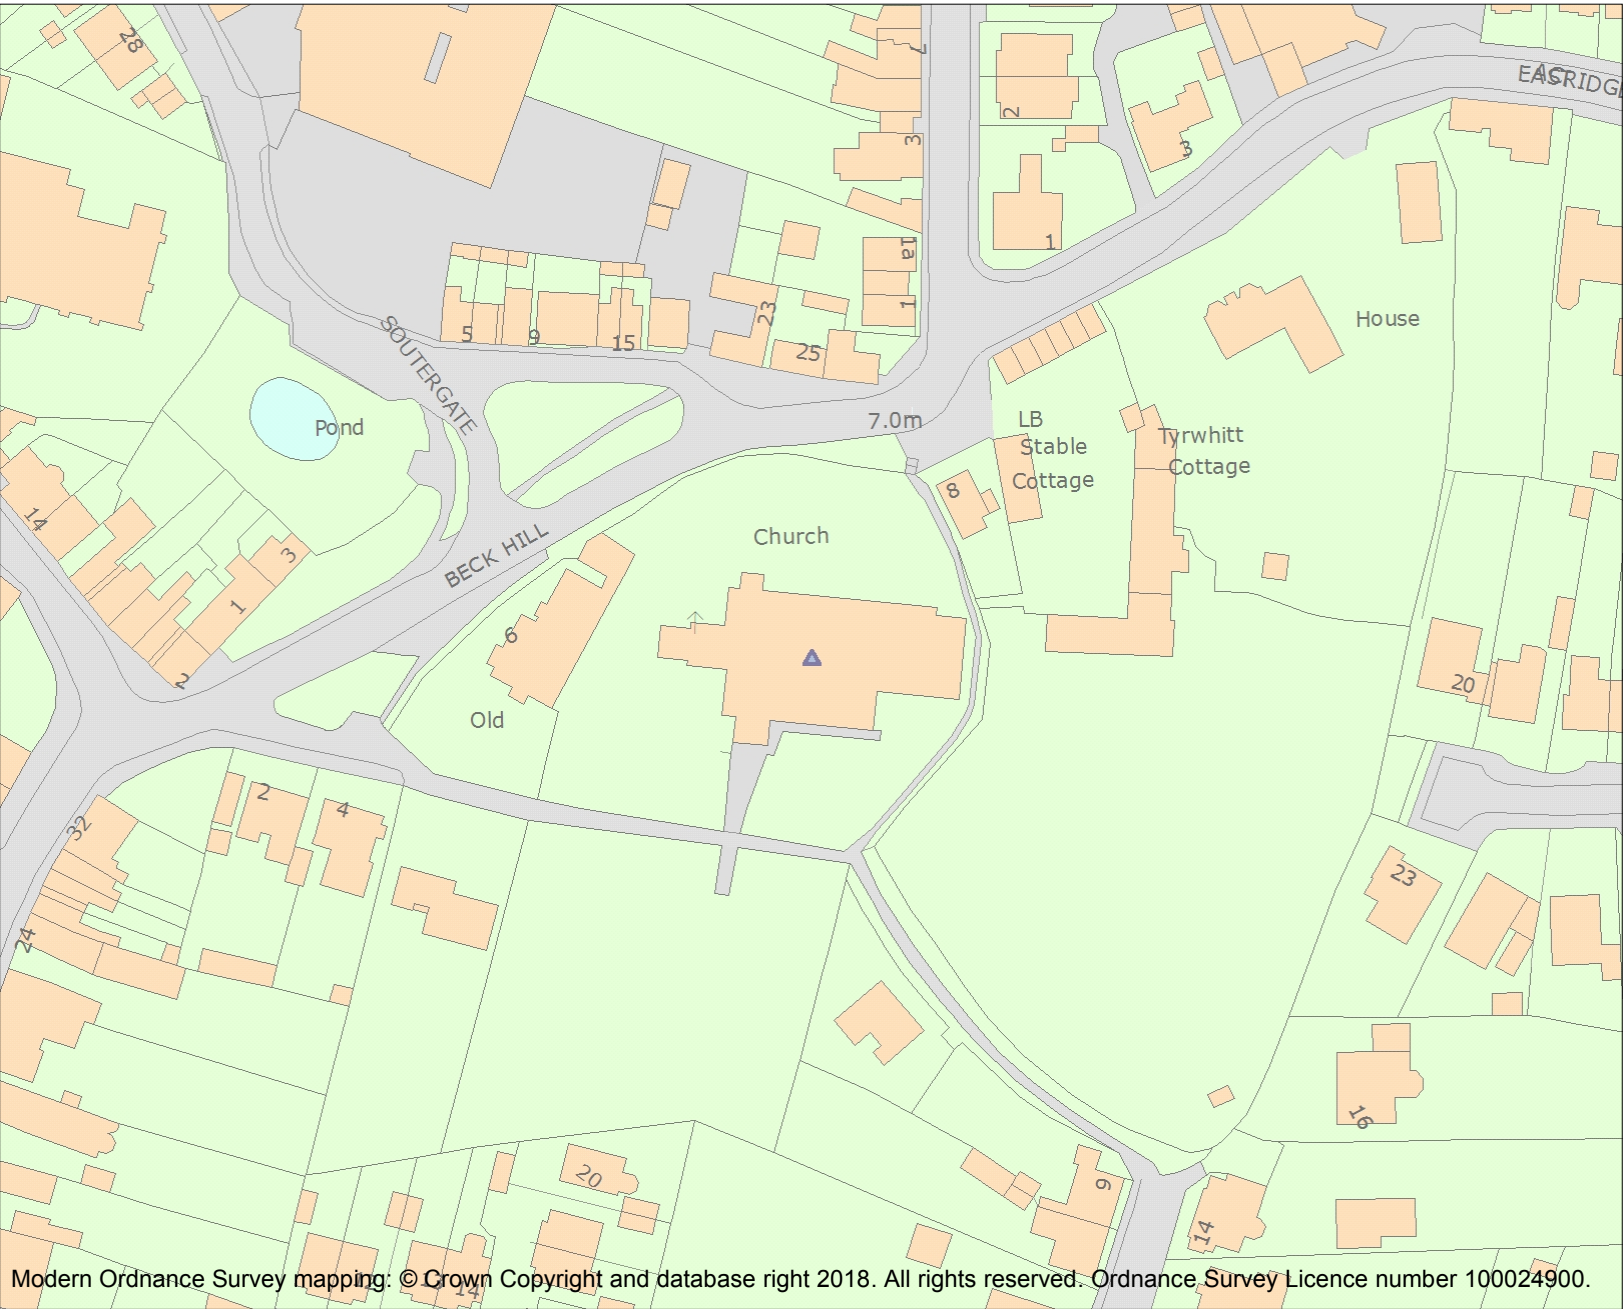 28
7
2
3
3
EASRIDGE
1
1a
1
23
5
9
15
25
SOUTERGATE
House
7.0m
LB
Stable
Cottage
Tyrwhitt
Cottage
Pond
8
14
3
1
2
BECK HILL
Church
6
Old
20
2
4
32
24
23
16
20
9
14
14
Modern Ordnance Survey mapping: © Crown Copyright and database right 2018. All rights reserved. Ordnance Survey Licence number 100024900.